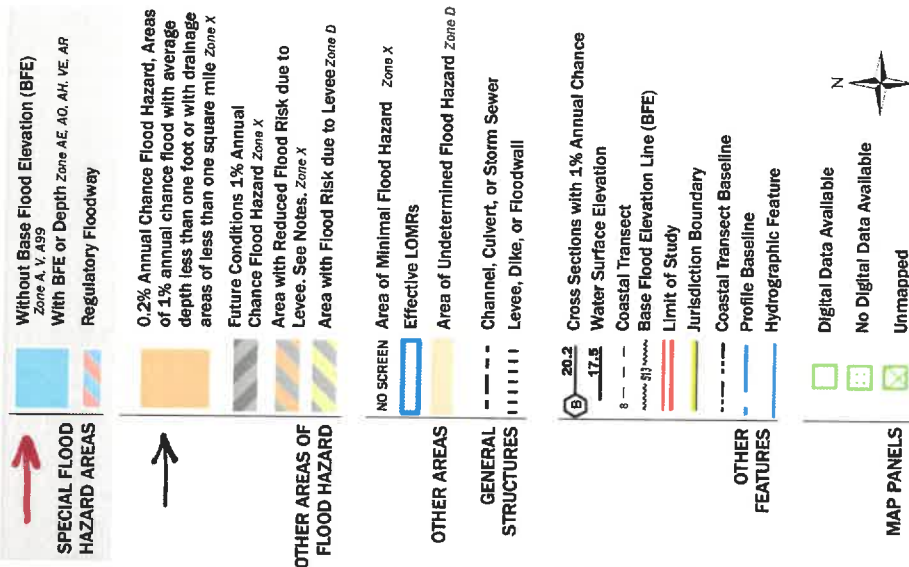 SPECIAL FLOOD
HAZARD AREAS
Without Base Flood Elevation (BFE)
Zone A, V, A99
With BFE or Depth Zone AE, AO, AH, VE, AR
Regulatory Floodway
0.2% Annual Chance Flood Hazard, Areas
of 1% annual chance flood with average
depth less than one foot or with drainage
areas of less than one square mile Zone X
Future Conditions 1% Annual
Chance Flood Hazard Zone X
Area with Reduced Flood Risk due to
Levee. See Notes. Zone X
Area with Flood Risk due to Levee Zone D
OTHER AREAS OF
FLOOD HAZARD
NO SCREEN
Area of Minimal Flood Hazard Zone X
Effective LOMRs
Area of Undetermined Flood Hazard Zone D
OTHER AREAS
GENERAL
STRUCTURES
Channel, Culvert, or Storm Sewer
Levee, Dike, or Floodwall
B 20.2
17.5
Cross Sections with 1% Annual Chance
Water Surface Elevation
8
Coastal Transect
513
Base Flood Elevation Line (BFE)
Limit of Study
Jurisdiction Boundary
Coastal Transect Baseline
Profile Baseline
Hydrographic Feature
OTHER
FEATURES
Digital Data Available
No Digital Data Available
Unmapped
MAP PANELS
N